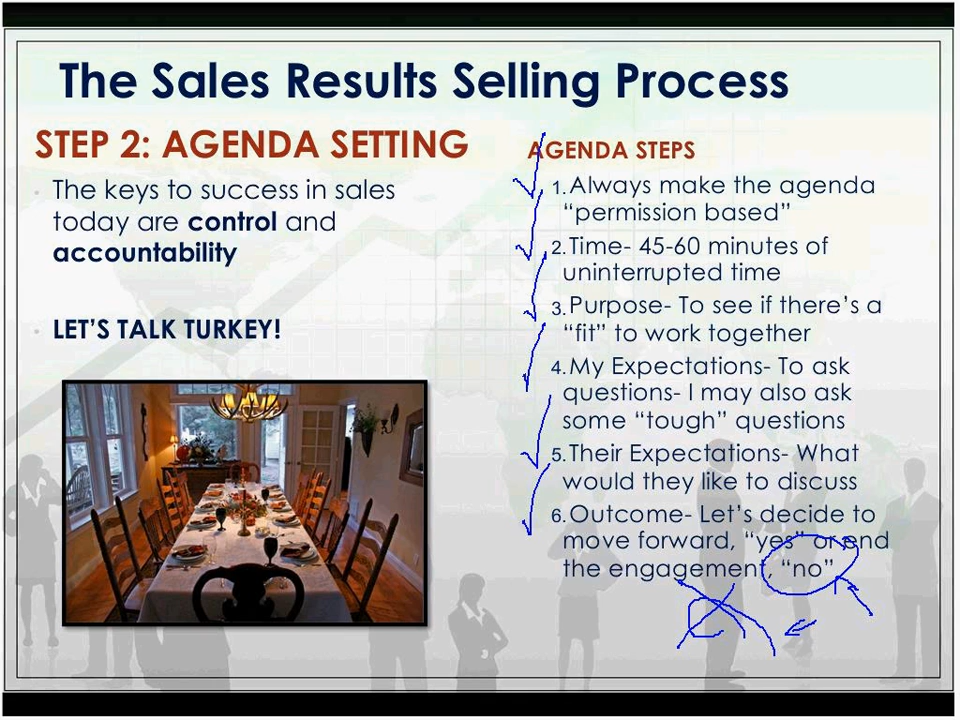 The Sales Results Selling Process
STEP 2: AGENDA SETTING
The keys to success in sales
today are control and
accountability
LET'S TALK TURKEY!
AGENDA STEPS
1. Always make the agenda
“permission based”
2. Time- 45-60 minutes of
uninterrupted time
3. Purpose- To see if there’s a
“fit” to work together
4. My Expectations- To ask
questions- I may also ask
some “tough” questions
5. Their Expectations- What
would they like to discuss
6. Outcome- Let’s decide to
move forward, “yes” or end
the engagement, “no”